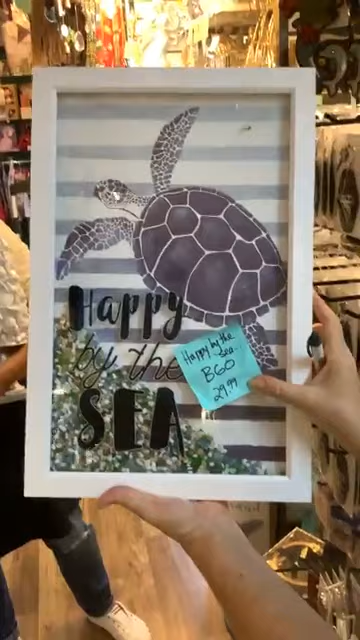 HAPPY
by the
SEA
Happy by the
Sea...
BGO
29.99